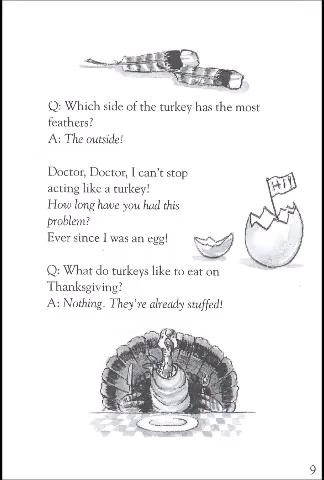 Q: Which side of the turkey has the most
feathers?
A: The outside!
Doctor, Doctor, I can't stop
acting like a turkey!
How long have you had this
problem?
Ever since I was an egg!
HI!
Q: What do turkeys like to eat on
Thanksgiving?
A: Nothing. They're already stuffed!
9